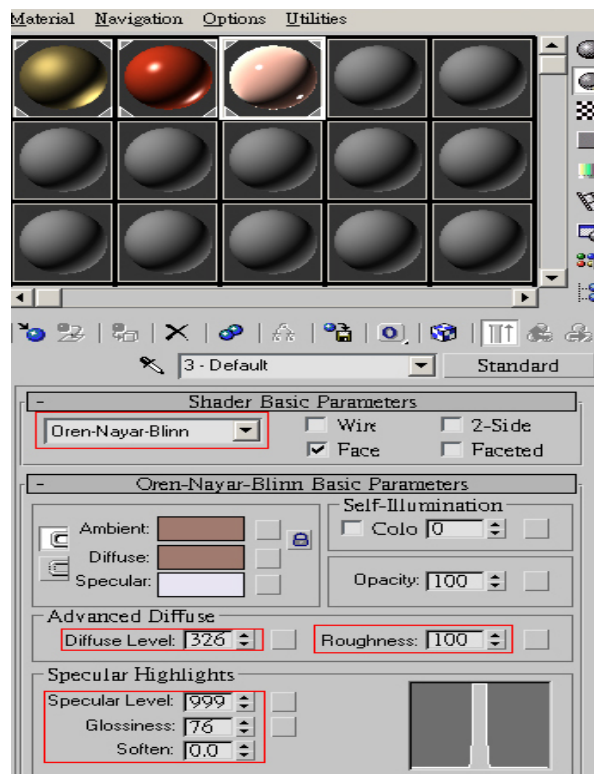 Material Navigation Options Utilities
3 - Default Standard
- Shader Basic Parameters
Oren-Nayar-Blinn Wire 2-Side
Face Faceted
- Oren-Nayar-Blinn Basic Parameters
Self-Illumination
Ambient: Colo 0
Diffuse:
Specular: Opacity: 100
Advanced Diffuse
Diffuse Level: 326 Roughness: 100
Specular Highlights
Specular Level: 999
Glossiness: 76
Soften: 0.0